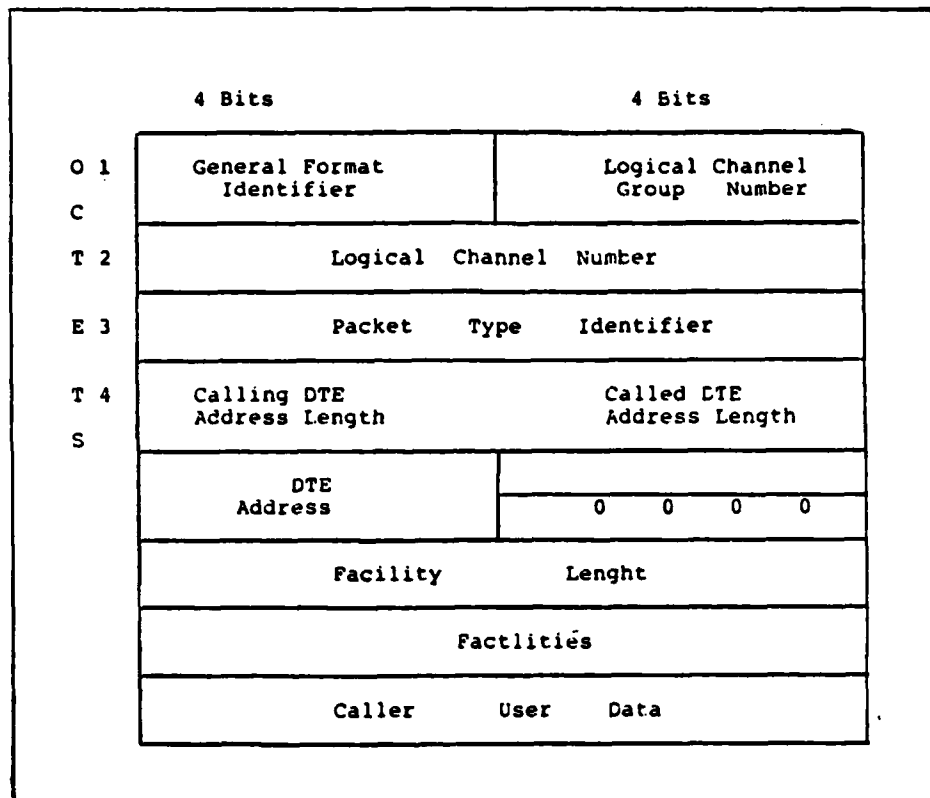 4 Bits 4 Bits
O 1 General Format Logical Channel
Identifier Group Number
C
T 2 Logical Channel Number
E 3 Packet Type Identifier
T 4 Calling DTE Called DTE
Address Length Address Length
S
DTE
Address 0 0 0 0
Facility Lenght
Factlities
Caller User Data